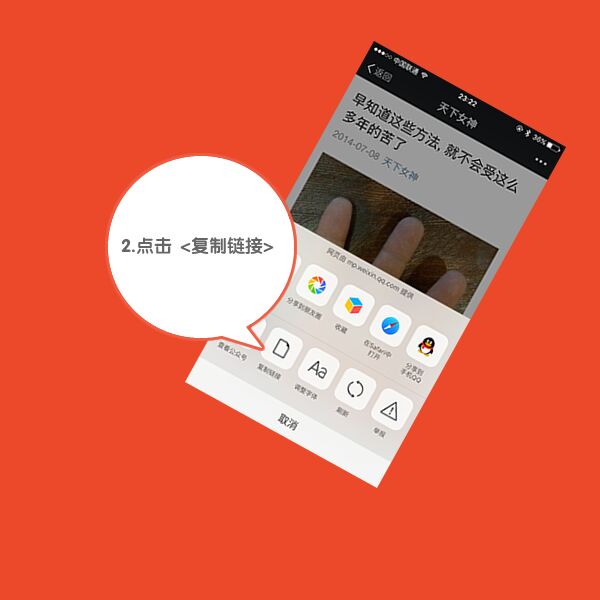 中国联通
23:22
36%
返回
天下女神
早知道这些方法，就不会受这么
多年的苦了
2014-07-08 天下女神
2.点击 <复制链接>
网页由 mp.weixin.qq.com 提供
分享到朋友圈
收藏
在Safari中
打开
分享到
手机QQ
查看公众号
复制链接
调整字体
刷新
举报
取消